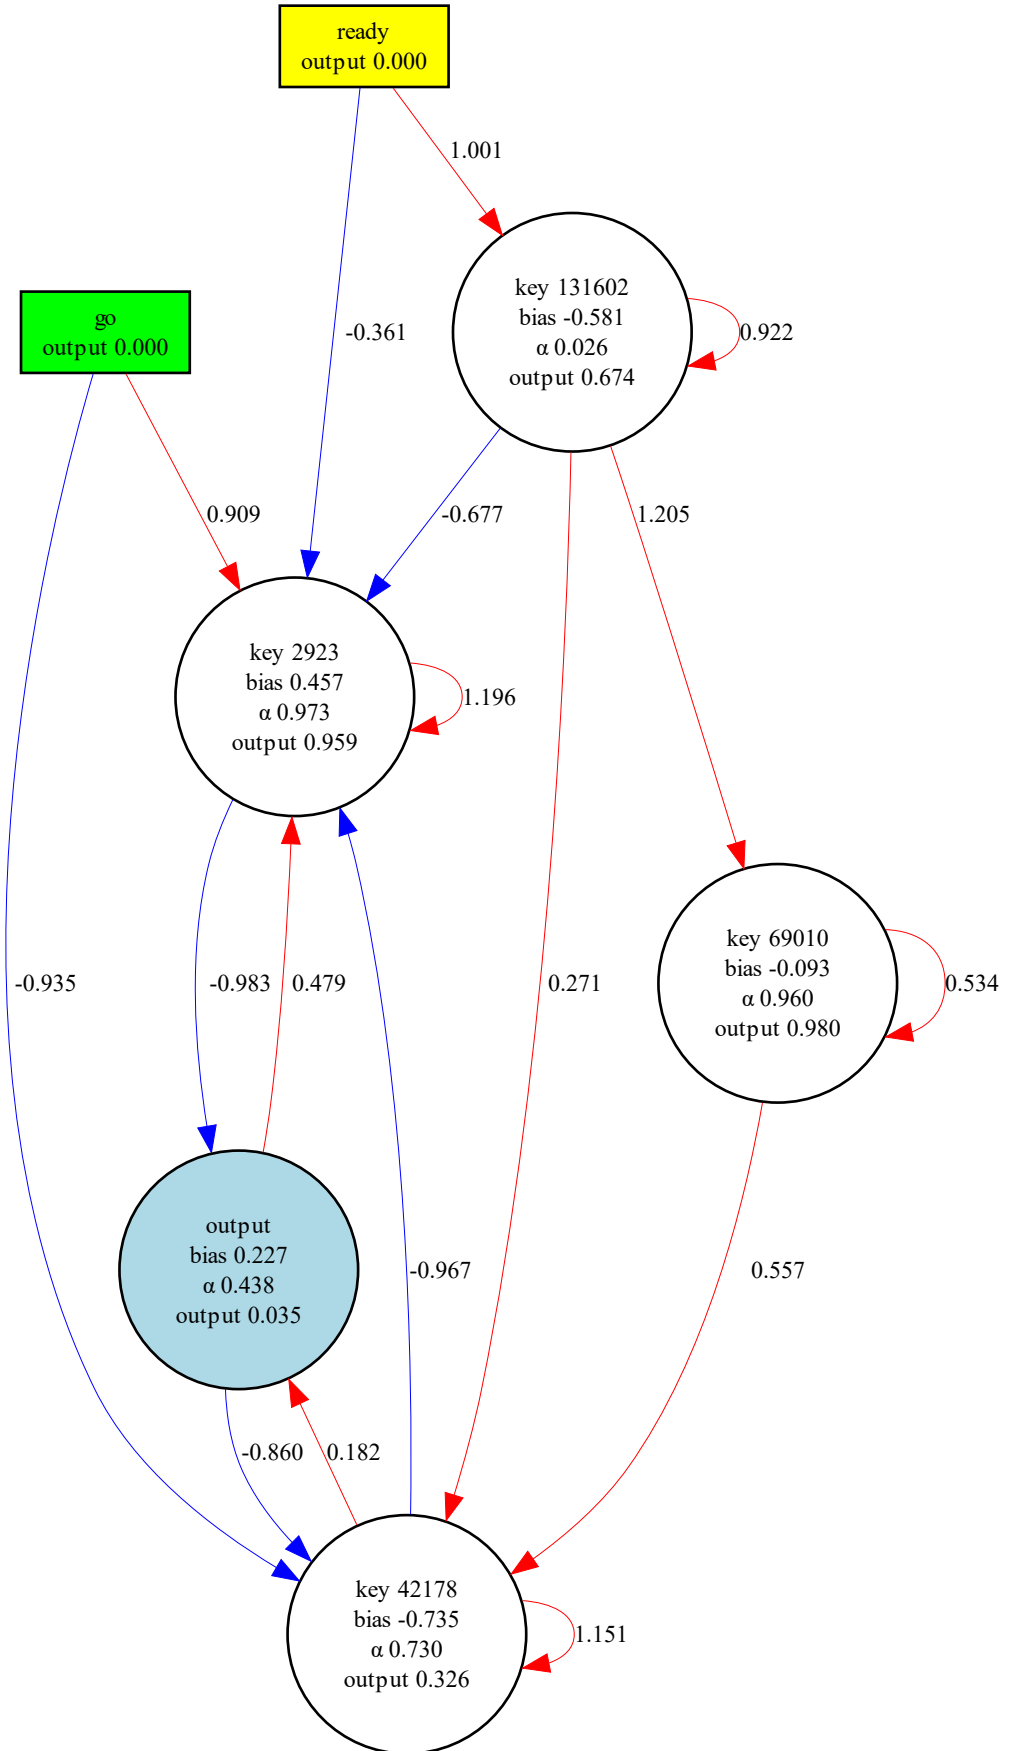 ready
output 0.000
1.001
key 131602
bias -0.581
α 0.026
output 0.674
0.922
go
output 0.000
-0.361
0.909
-0.677
1.205
key 2923
bias 0.457
α 0.973
output 0.959
1.196
key 69010
bias -0.093
α 0.960
output 0.980
0.534
-0.935
-0.983
0.479
0.271
output
bias 0.227
α 0.438
output 0.035
-0.967
0.557
-0.860
0.182
key 42178
bias -0.735
α 0.730
output 0.326
1.151